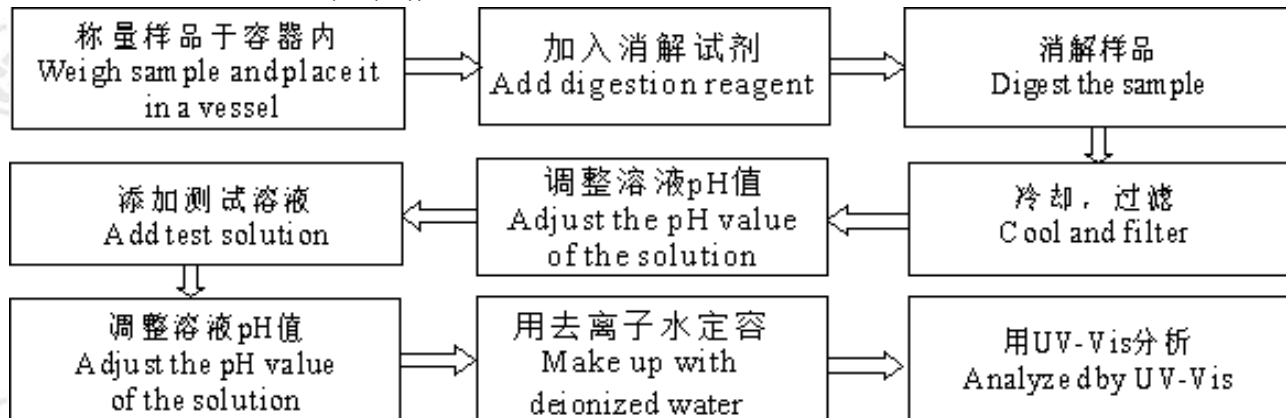 称量样品于容器内
Weigh sample and place it
in a vessel
加入消解试剂
Add digestion reagent
消解样品
Digest the sample
冷却，过滤
Cool and filter
调整溶液pH值
Adjust the pH value
of the solution
添加测试溶液
Add test solution
调整溶液pH值
Adjust the pH value
of the solution
用去离子水定容
Make up with
deionized water
用UV-Vis分析
Analyzed by UV-Vis